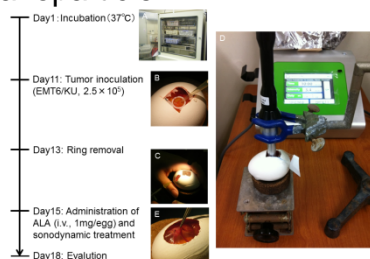 Day1: Incubation (37℃)
Day11: Tumor inoculation
(EMT6/KU, 2.5×10⁵)
B
Day13: Ring removal
C
Day15: Administration of
ALA (i.v., 1mg/egg) and
sonodynamic treatment
E
Day18: Evalution
D